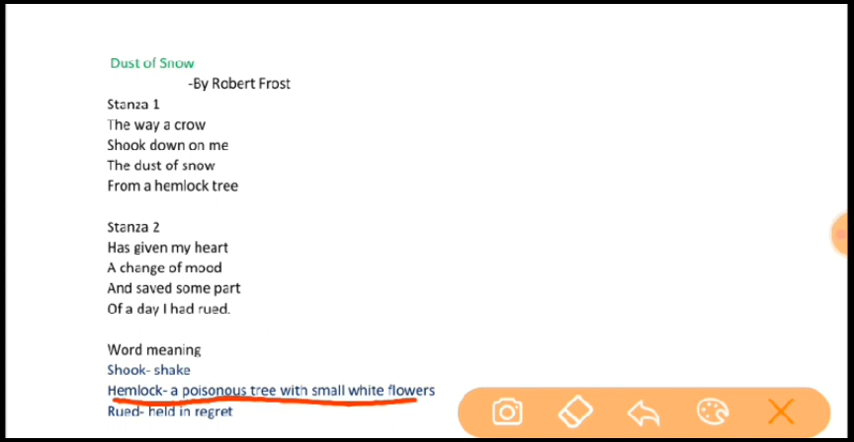 Dust of Snow
-By Robert Frost
Stanza 1
The way a crow
Shook down on me
The dust of snow
From a hemlock tree
Stanza 2
Has given my heart
A change of mood
And saved some part
Of a day I had rued.
Word meaning
Shook- shake
Hemlock- a poisonous tree with small white flowers
Rued- held in regret